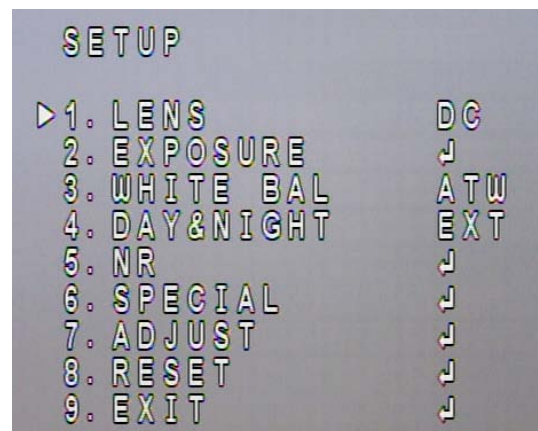 SETUP
▷1. LENS DC
2. EXPOSURE ↲
3. WHITE BAL ATW
4. DAY&NIGHT EXT
5. NR ↲
6. SPECIAL ↲
7. ADJUST ↲
8. RESET ↲
9. EXIT ↲